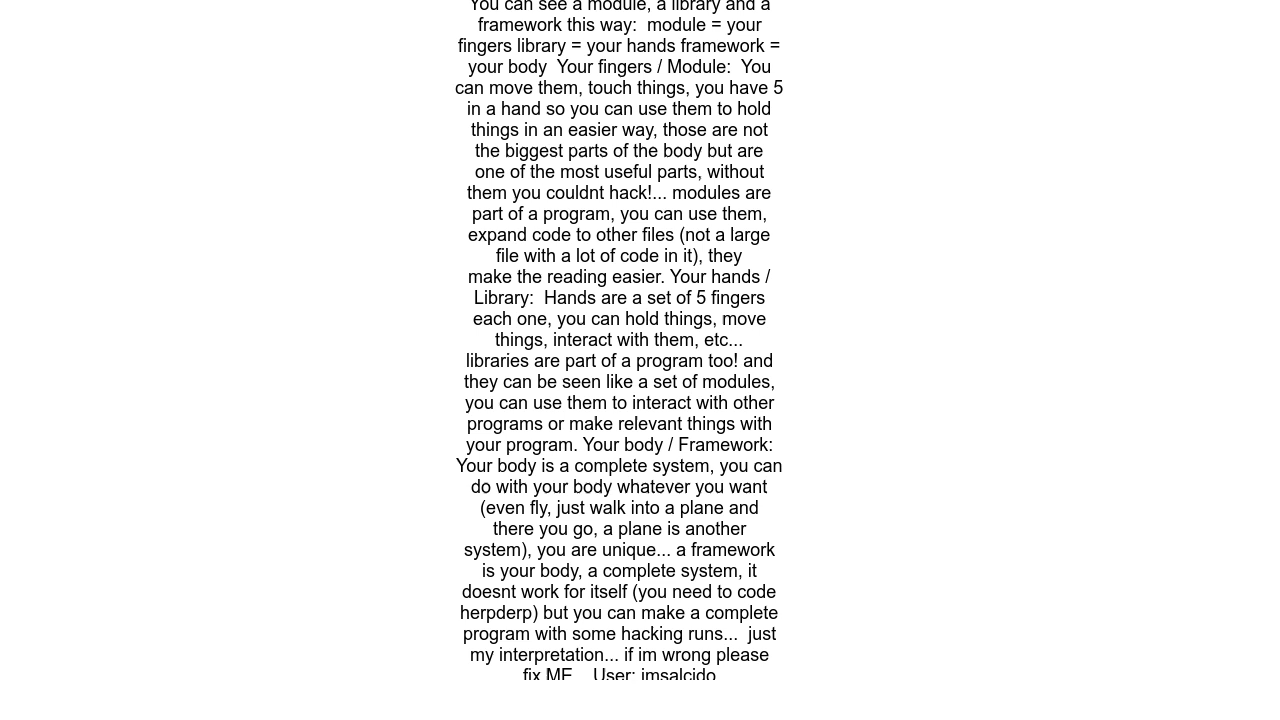 You can see a module, a library and a
framework this way:  module = your
fingers library = your hands framework =
your body  Your fingers / Module:  You
can move them, touch things, you have 5
in a hand so you can use them to hold
things in an easier way, those are not
the biggest parts of the body but are
one of the most useful parts, without
them you couldnt hack!... modules are
part of a program, you can use them,
expand code to other files (not a large
file with a lot of code in it), they
make the reading easier. Your hands /
Library:  Hands are a set of 5 fingers
each one, you can hold things, move
things, interact with them, etc...
libraries are part of a program too! and
they can be seen like a set of modules,
you can use them to interact with other
programs or make relevant things with
your program. Your body / Framework:
Your body is a complete system, you can
do with your body whatever you want
(even fly, just walk into a plane and
there you go, a plane is another
system), you are unique... a framework
is your body, a complete system, it
doesnt work for itself (you need to code
herpderp) but you can make a complete
program with some hacking runs...  just
my interpretation... if im wrong please
fix ME... User: imsalcido